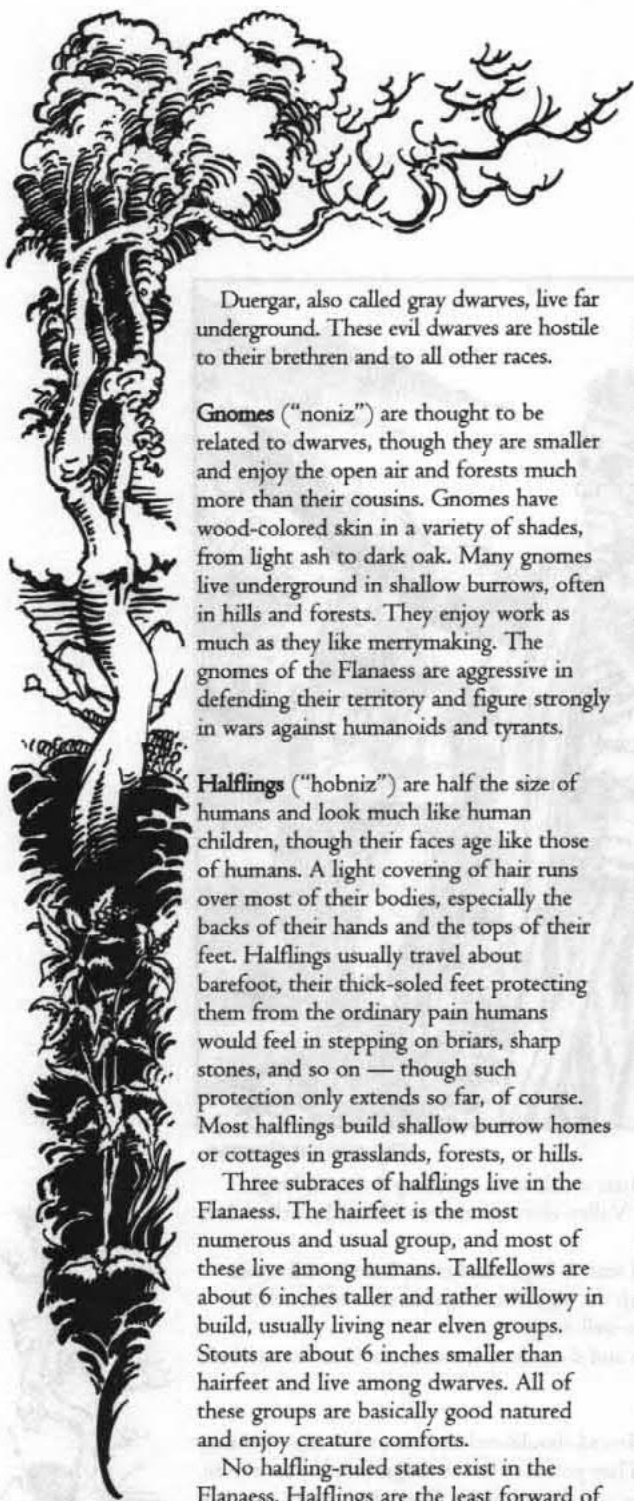 Duergar, also called gray dwarves, live far
underground. These evil dwarves are hostile
to their brethren and to all other races.
Gnomes (“noniz”) are thought to be
related to dwarves, though they are smaller
and enjoy the open air and forests much
more than their cousins. Gnomes have
wood-colored skin in a variety of shades,
from light ash to dark oak. Many gnomes
live underground in shallow burrows, often
in hills and forests. They enjoy work as
much as they like merrymaking. The
gnomes of the Flanaess are aggressive in
defending their territory and figure strongly
in wars against humanoids and tyrants.
Halflings (“hobniz”) are half the size of
humans and look much like human
children, though their faces age like those
of humans. A light covering of hair runs
over most of their bodies, especially the
backs of their hands and the tops of their
feet. Halflings usually travel about
barefoot, their thick-soled feet protecting
them from the ordinary pain humans
would feel in stepping on briars, sharp
stones, and so on — though such
protection only extends so far, of course.
Most halflings build shallow burrow homes
or cottages in grasslands, forests, or hills.
Three subraces of halflings live in the
Flanaess. The hairfeet is the most
numerous and usual group, and most of
these live among humans. Tallfellows are
about 6 inches taller and rather willowy in
build, usually living near elven groups.
Stouts are about 6 inches smaller than
hairfeet and live among dwarves. All of
these groups are basically good natured
and enjoy creature comforts.
No halfling-ruled states exist in the
Flanaess. Halflings are the least forward of